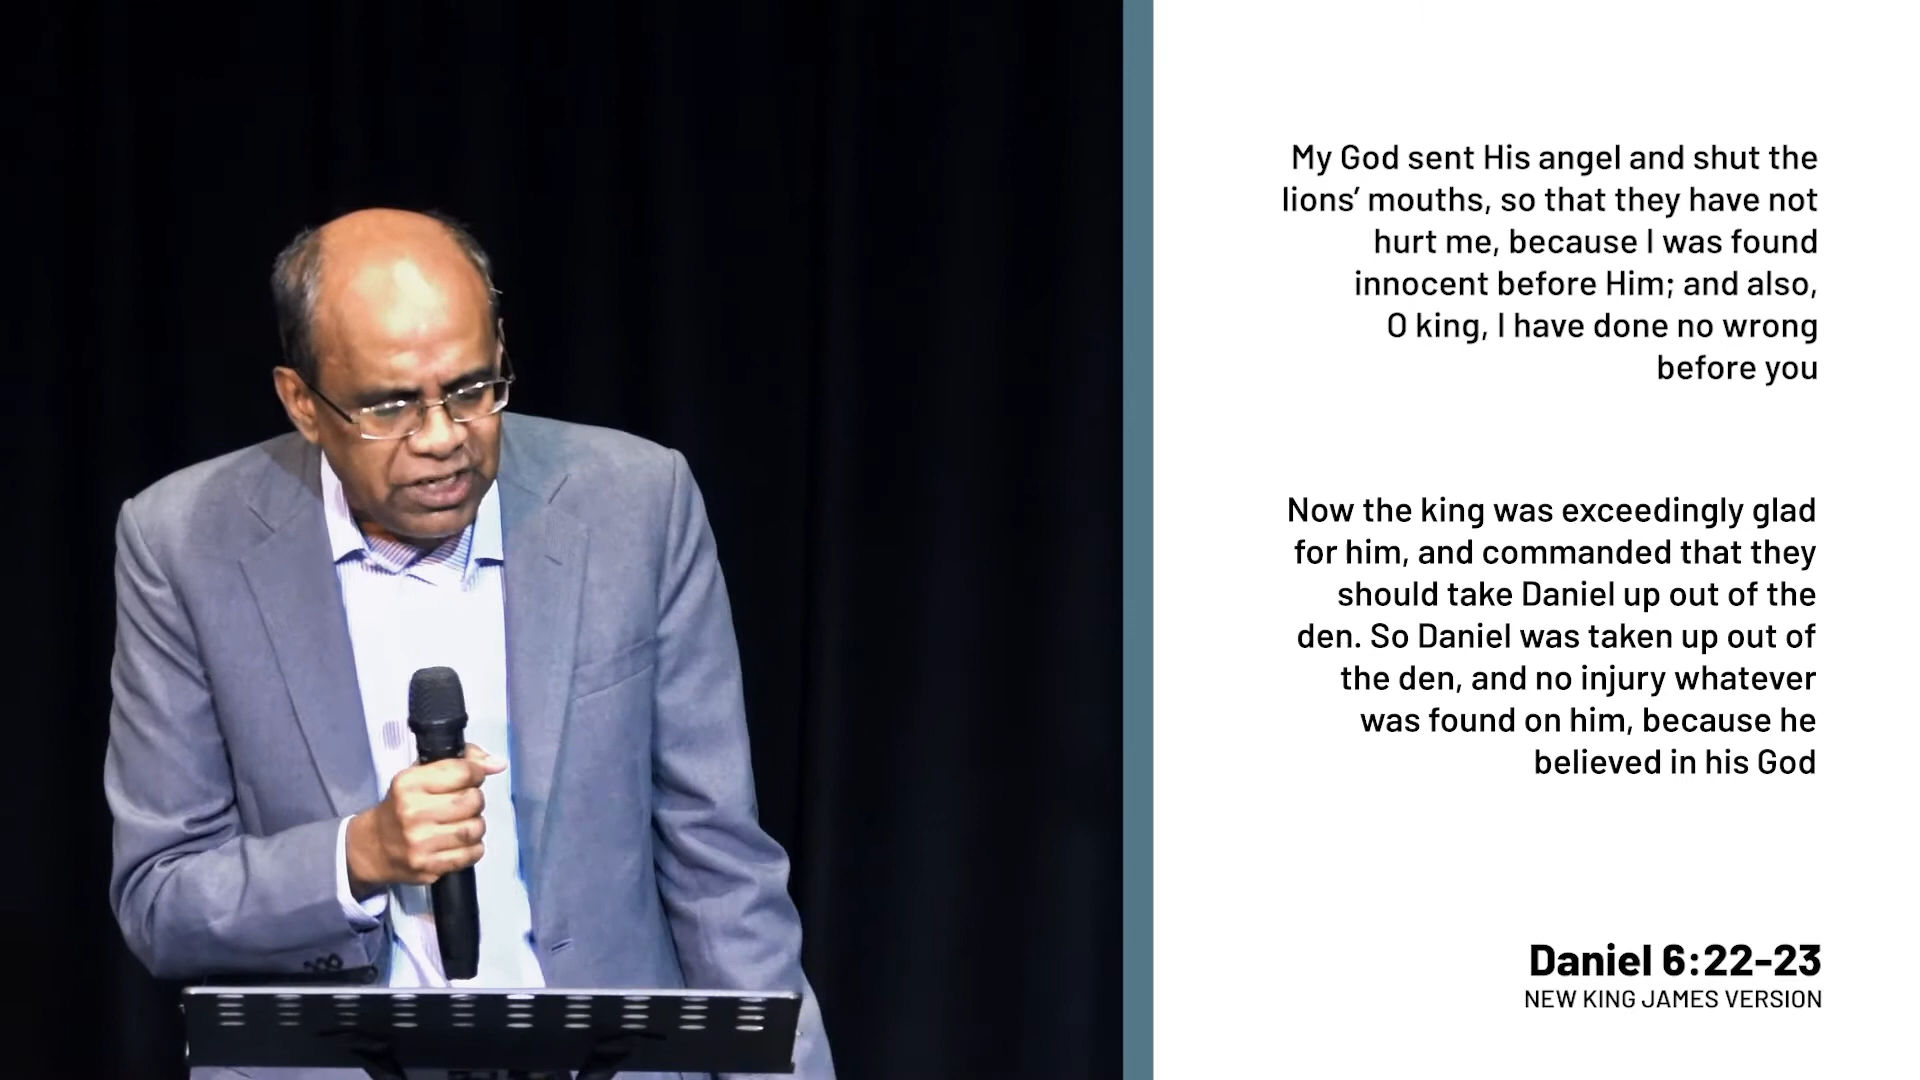 My God sent His angel and shut the
lions’ mouths, so that they have not
hurt me, because I was found
innocent before Him; and also,
O king, I have done no wrong
before you
Now the king was exceedingly glad
for him, and commanded that they
should take Daniel up out of the
den. So Daniel was taken up out of
the den, and no injury whatever
was found on him, because he
believed in his God
Daniel 6:22-23
NEW KING JAMES VERSION